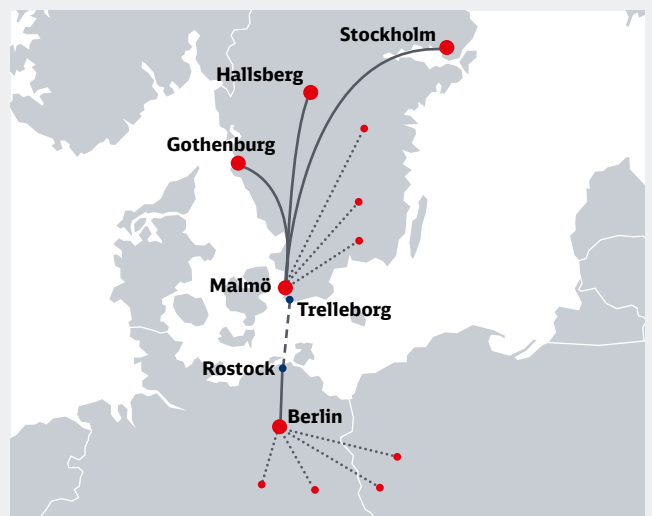 Stockholm
Hallsberg
Gothenburg
Malmö
Trelleborg
Rostock
Berlin